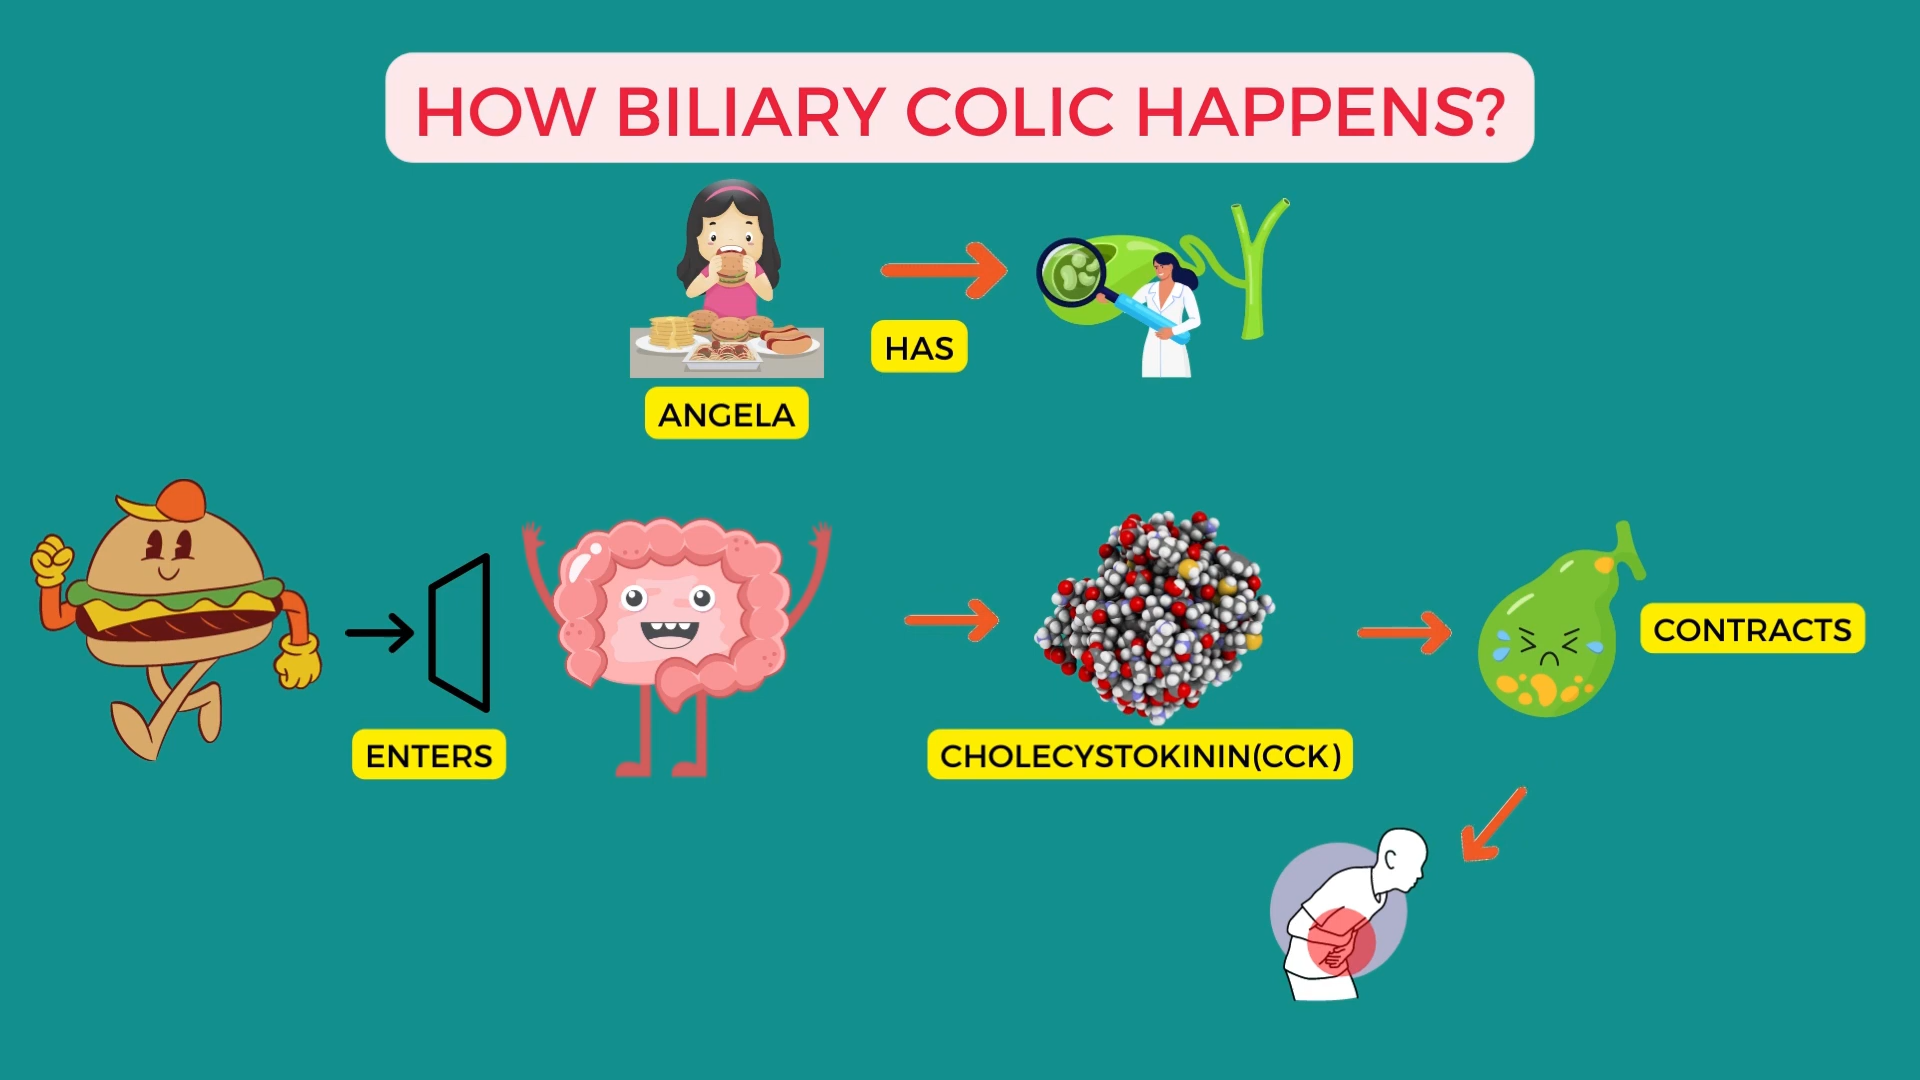 HOW BILIARY COLIC HAPPENS?
HAS
ANGELA
CONTRACTS
ENTERS
CHOLECYSTOKININ(CCK)